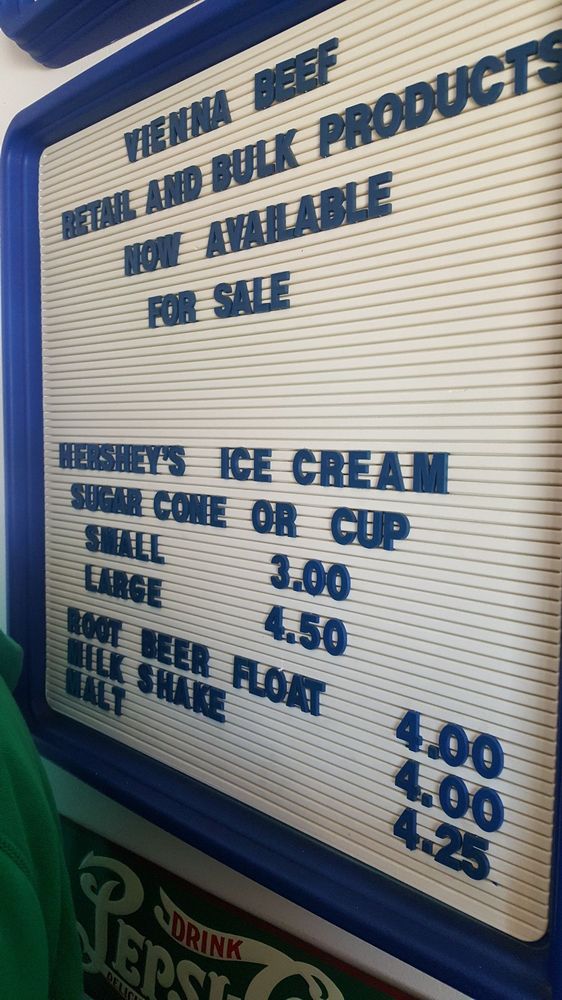 VIENNA BEEF
RETAIL AND BULK PRODUCTS
NOW AVAILABLE
FOR SALE
HERSHEY'S ICE CREAM
SUGAR CONE OR CUP
SMALL 3.00
LARGE 4.50
ROOT BEER FLOAT 4.00
MILK SHAKE 4.00
MALT 4.25
DRINK